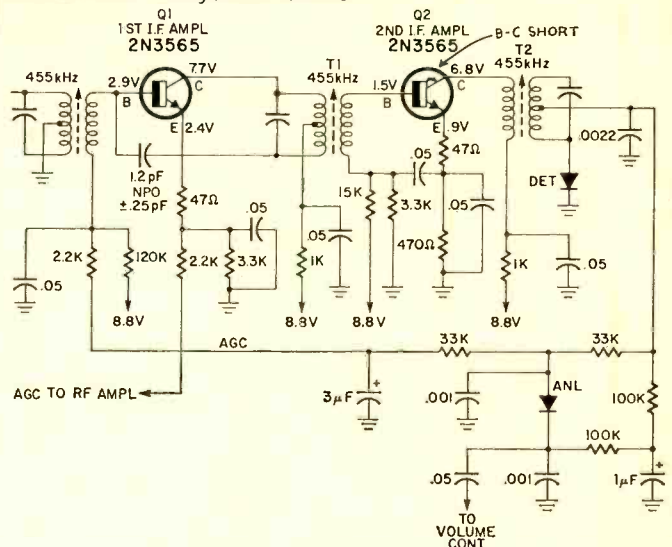 Q1
1ST I.F. AMPL
2N3565
Q2
2ND I.F. AMPL
2N3565
B-C SHORT
455kHz
2.9V
B
7.7V
C
E
2.4V
T1
455kHz
1.5V
B
6.8V
C
E
.9V
T2
455kHz
.0022
DET
1.2pF
NPO
±.25pF
47Ω
.05
2.2K
120K
.05
8.8V
2.2K
3.3K
.05
1K
8.8V
15K
8.8V
3.3K
.05
47Ω
470Ω
.05
1K
8.8V
.05
AGC
AGC TO RF AMPL
3μF
+
33K
33K
.001
ANL
100K
100K
.05
.001
1μF
+
TO
VOLUME
CONT